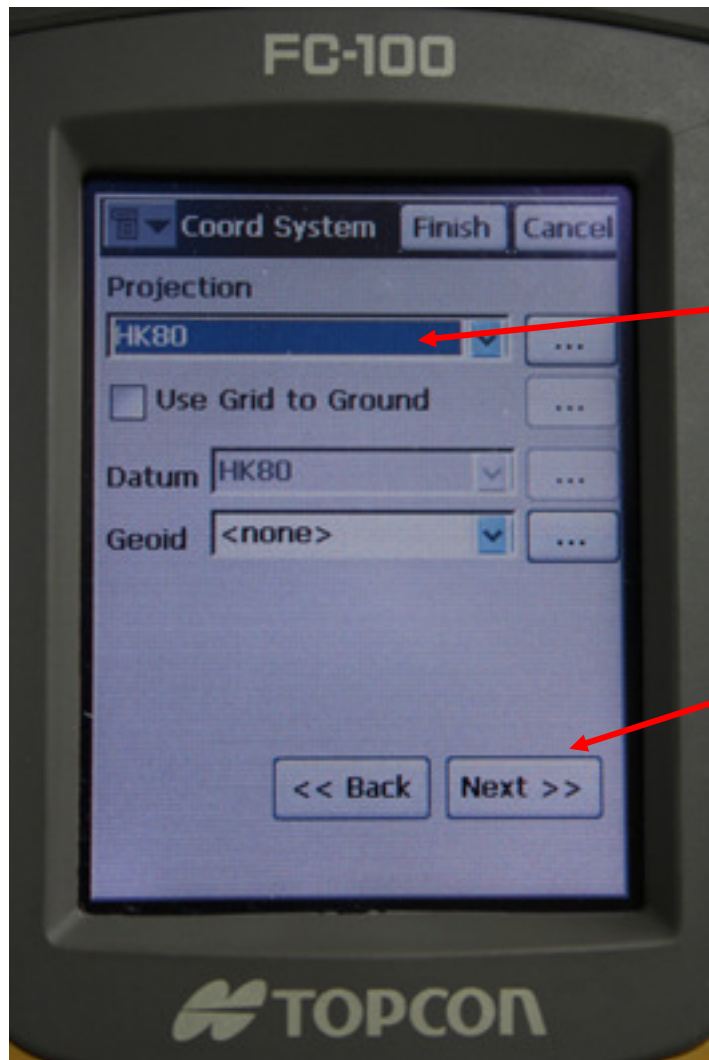 FC-100
Coord System Finish Cancel
Projection
HK80 ...
Use Grid to Ground ...
Datum HK80 ...
Geoid <none> ...
<< Back Next >>
TOPCON